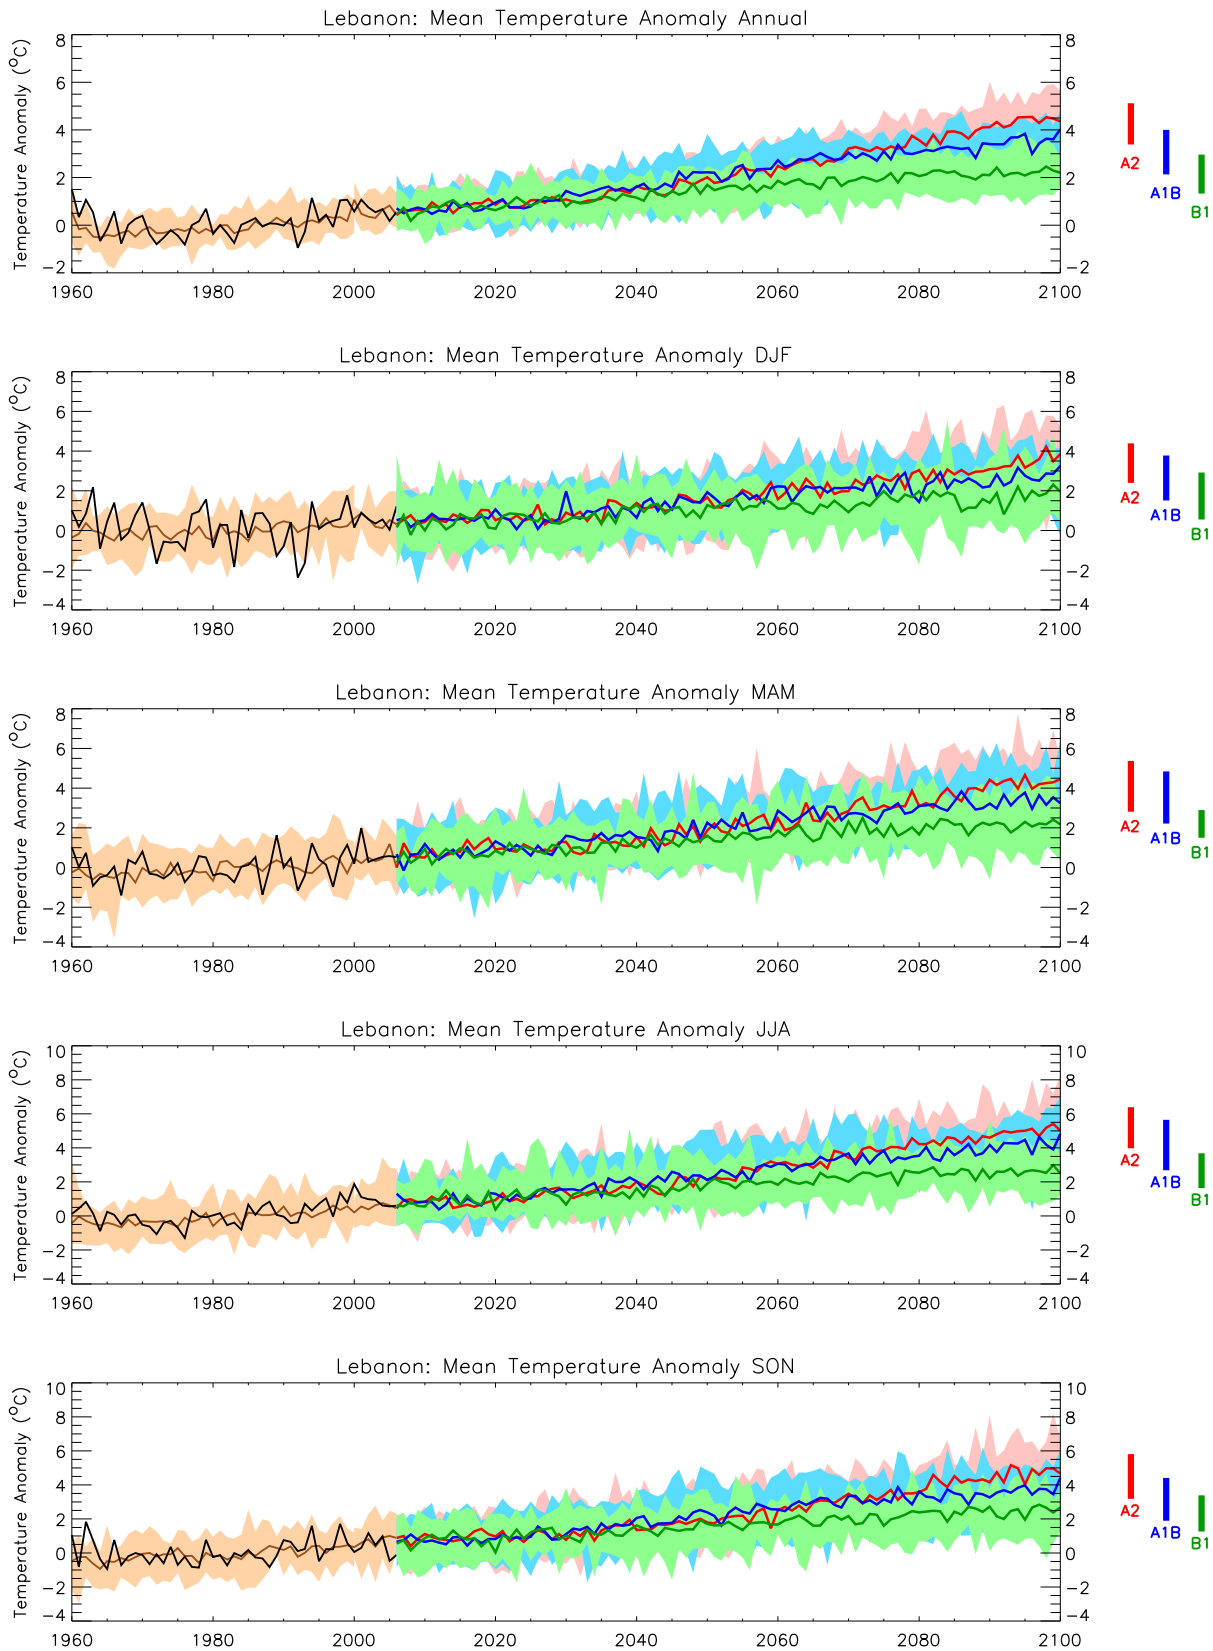 Lebanon: Mean Temperature Anomaly Annual
Temperature Anomaly (°C)
8 6 4 2 0 −2
8 6 4 2 0 −2
1960 1980 2000 2020 2040 2060 2080 2100
A2
A1B
B1
Lebanon: Mean Temperature Anomaly DJF
Temperature Anomaly (°C)
8 6 4 2 0 −2 −4
8 6 4 2 0 −2 −4
1960 1980 2000 2020 2040 2060 2080 2100
A2
A1B
B1
Lebanon: Mean Temperature Anomaly MAM
Temperature Anomaly (°C)
8 6 4 2 0 −2 −4
8 6 4 2 0 −2 −4
1960 1980 2000 2020 2040 2060 2080 2100
A2
A1B
B1
Lebanon: Mean Temperature Anomaly JJA
Temperature Anomaly (°C)
10 8 6 4 2 0 −2 −4
10 8 6 4 2 0 −2 −4
1960 1980 2000 2020 2040 2060 2080 2100
A2
A1B
B1
Lebanon: Mean Temperature Anomaly SON
Temperature Anomaly (°C)
10 8 6 4 2 0 −2 −4
10 8 6 4 2 0 −2 −4
1960 1980 2000 2020 2040 2060 2080 2100
A2
A1B
B1